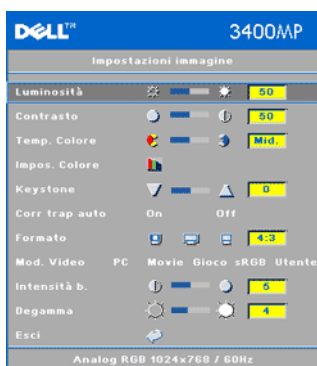 DELL™ 3400MP
Impostazioni immagine
Luminosità 50
Contrasto 50
Temp. Colore Mid.
Impos. Colore
Keystone 0
Corr trap auto On Off
Formato 4:3
Mod. Video PC Movie Gioco sRGB Utente
Intensità b. 5
Degamma 4
Esci
Analog RGB 1024x768 / 60Hz